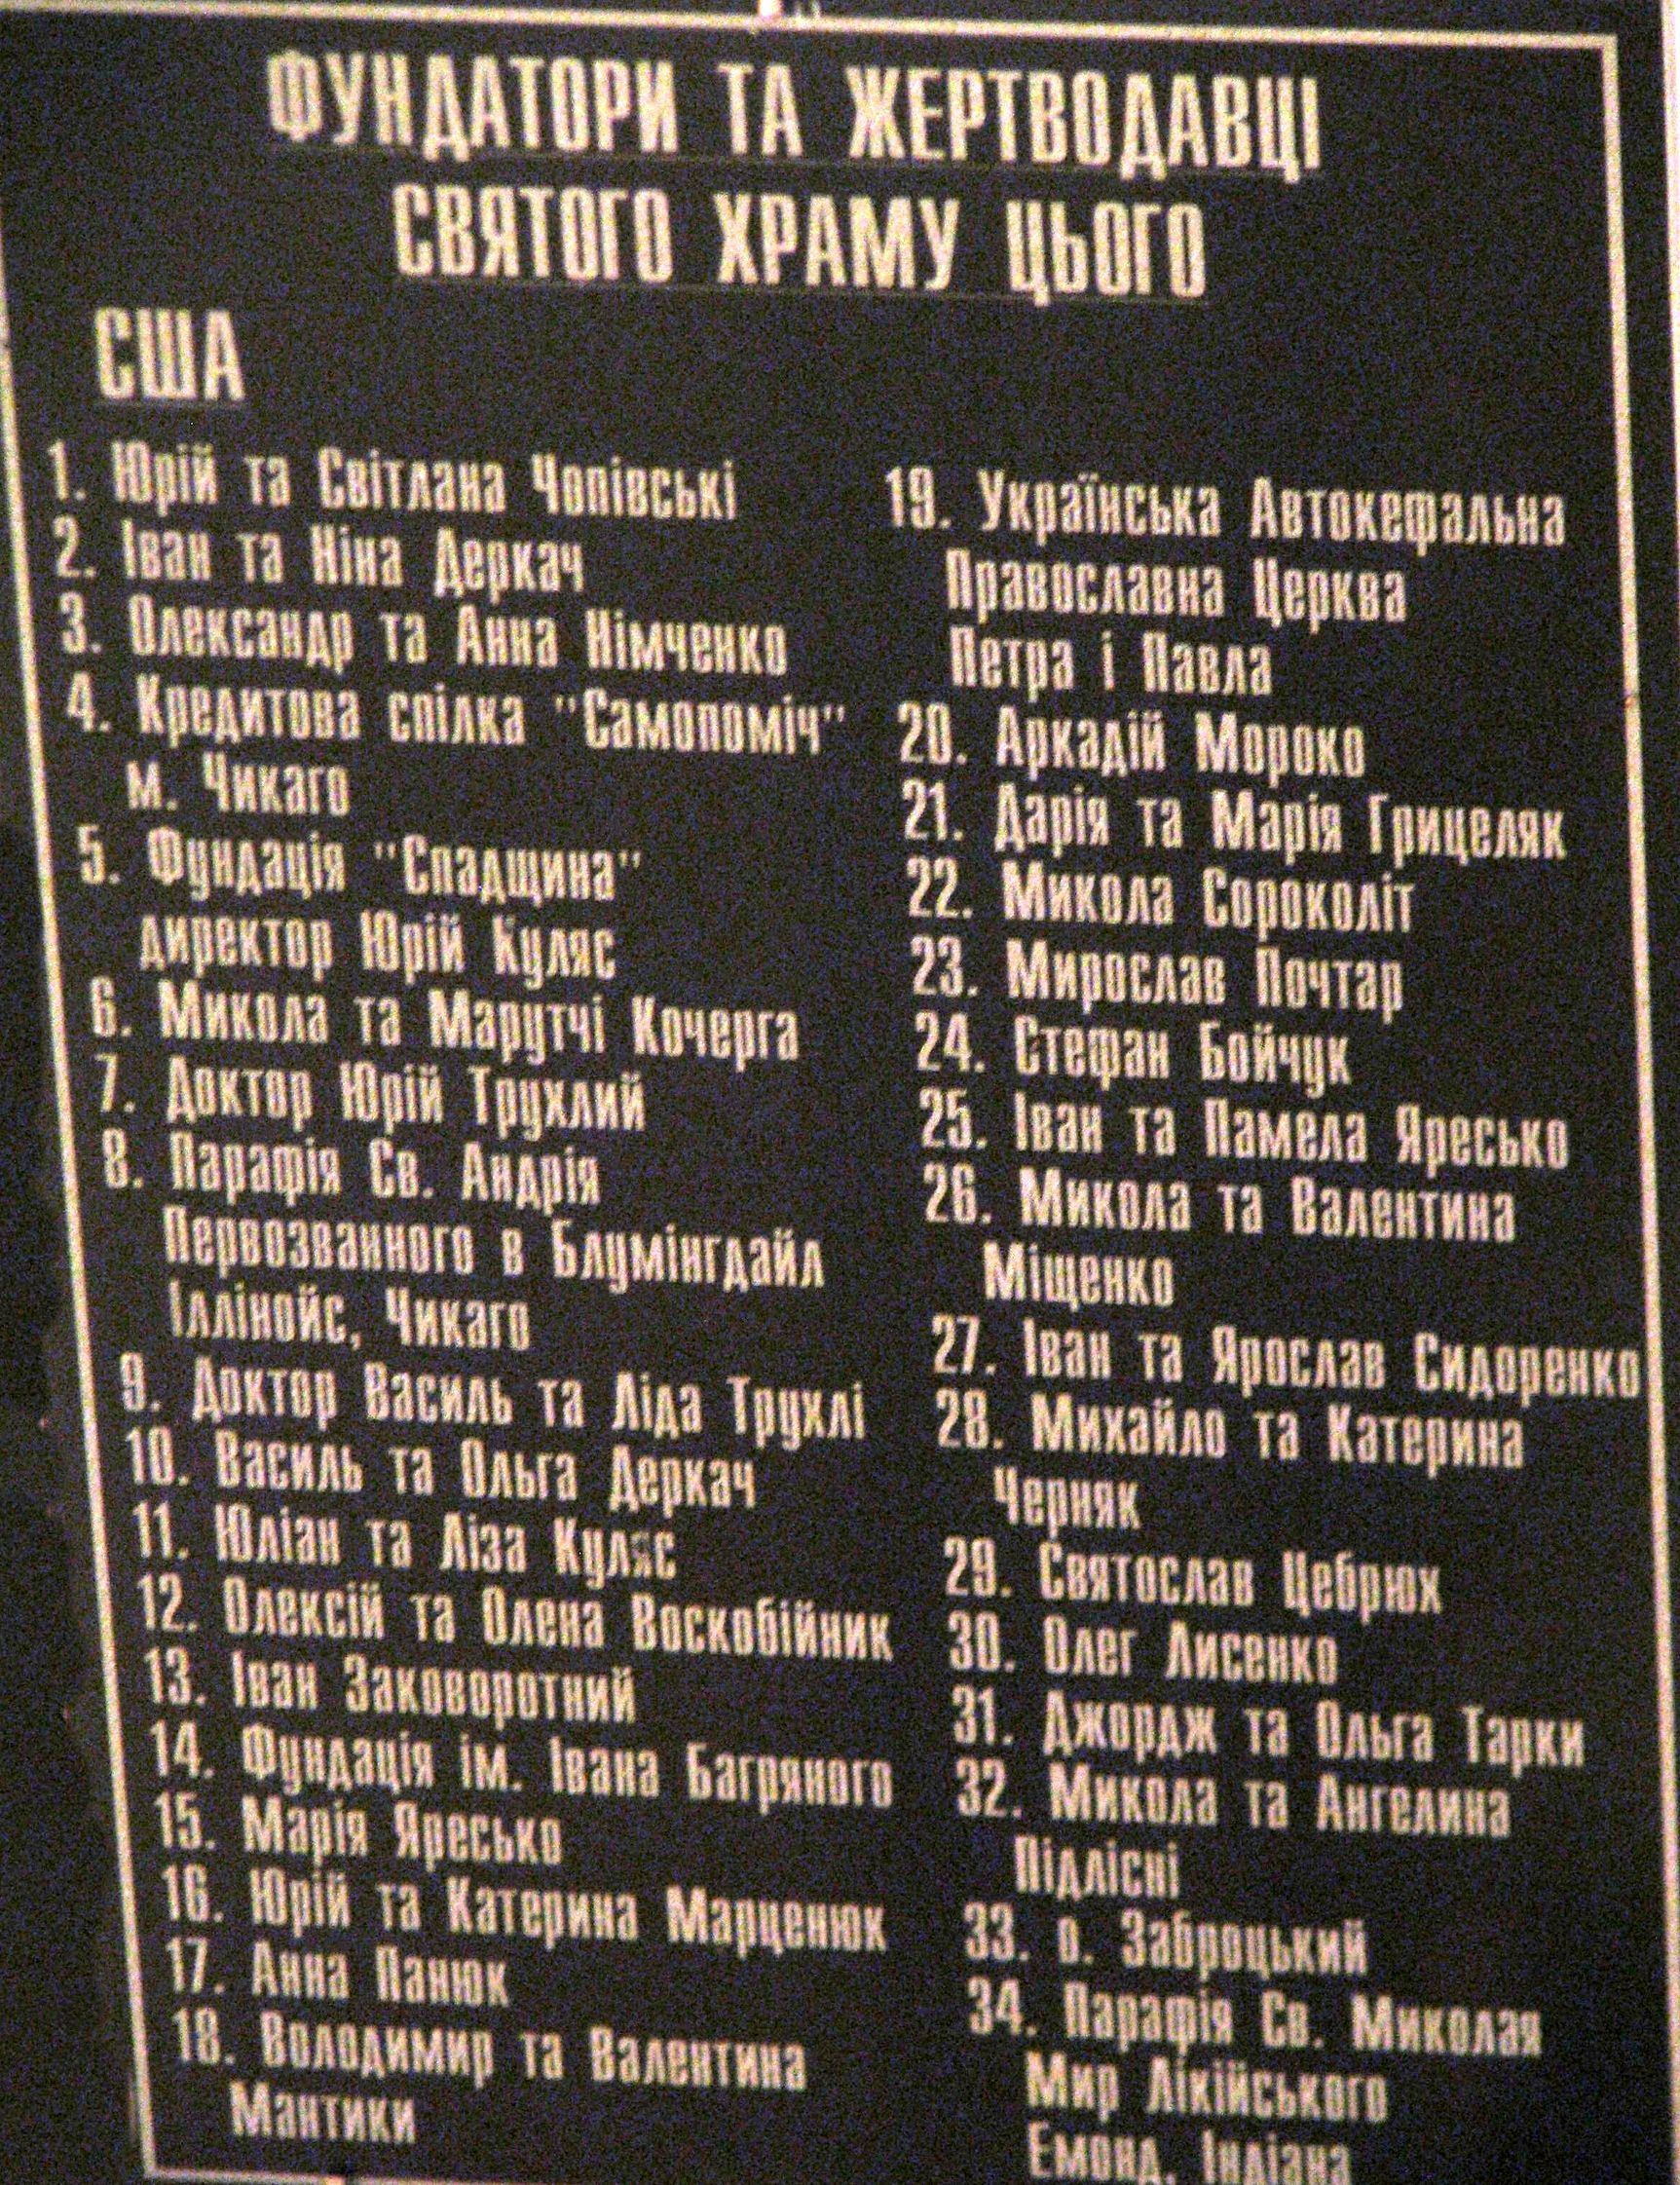 ФУНДАТОРИ ТА ЖЕРТВОДАВЦІ
СВЯТОГО ХРАМУ ЦЬОГО
США
1. Юрій та Світлана Чопівські
2. Іван та Ніна Деркач
3. Олександр та Анна Німченко
4. Кредитова спілка "Самопоміч"
м. Чикаго
5. Фундація "Спадщина"
директор Юрій Куляс
6. Микола та Марутчі Кочерга
7. Доктор Юрій Трухлий
8. Парафія Св. Андрія
Первозванного в Блумінгдайл
Іллінойс, Чикаго
9. Доктор Василь та Ліда Трухлі
10. Василь та Ольга Деркач
11. Юліан та Ліза Куляс
12. Олексій та Олена Воскобійник
13. Іван Заковоротний
14. Фундація ім. Івана Багряного
15. Марія Яресько
16. Юрій та Катерина Марценюк
17. Анна Панюк
18. Володимир та Валентина
Мантики
19. Українська Автокефальна
Православна Церква
Петра і Павла
20. Аркадій Мороко
21. Дарія та Марія Грицеляк
22. Микола Сороколіт
23. Мирослав Почтар
24. Стефан Бойчук
25. Іван та Памела Яресько
26. Микола та Валентина
Міщенко
27. Іван та Ярослав Сидоренко
28. Михайло та Катерина
Черняк
29. Святослав Цебрюх
30. Олег Лисенко
31. Джордж та Ольга Тарки
32. Микола та Ангелина
Підлісні
33. о. Заброцький
34. Парафія Св. Миколая
Мир Лікійського
Емонд, Індіана